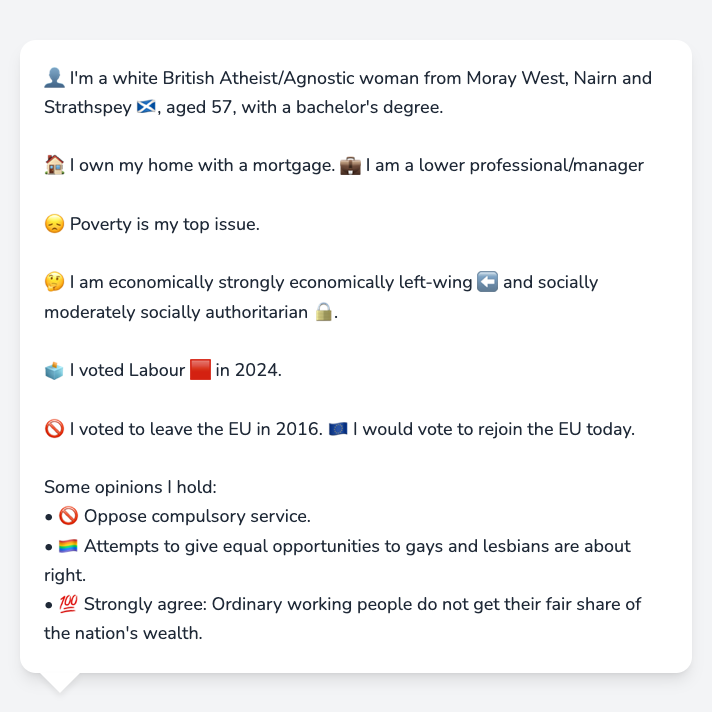 👤 I'm a white British Atheist/Agnostic woman from Moray West, Nairn and
Strathspey 🏴󠁧󠁢󠁳󠁣󠁴󠁿, aged 57, with a bachelor's degree.
🏠 I own my home with a mortgage. 💼 I am a lower professional/manager
😞 Poverty is my top issue.
🤔 I am economically strongly economically left-wing ⬅️ and socially
moderately socially authoritarian 🔒.
🗳️ I voted Labour 🟥 in 2024.
🚫 I voted to leave the EU in 2016. 🇪🇺 I would vote to rejoin the EU today.
Some opinions I hold:
• 🚫 Oppose compulsory service.
• 🏳️‍🌈 Attempts to give equal opportunities to gays and lesbians are about
right.
• 💯 Strongly agree: Ordinary working people do not get their fair share of
the nation's wealth.